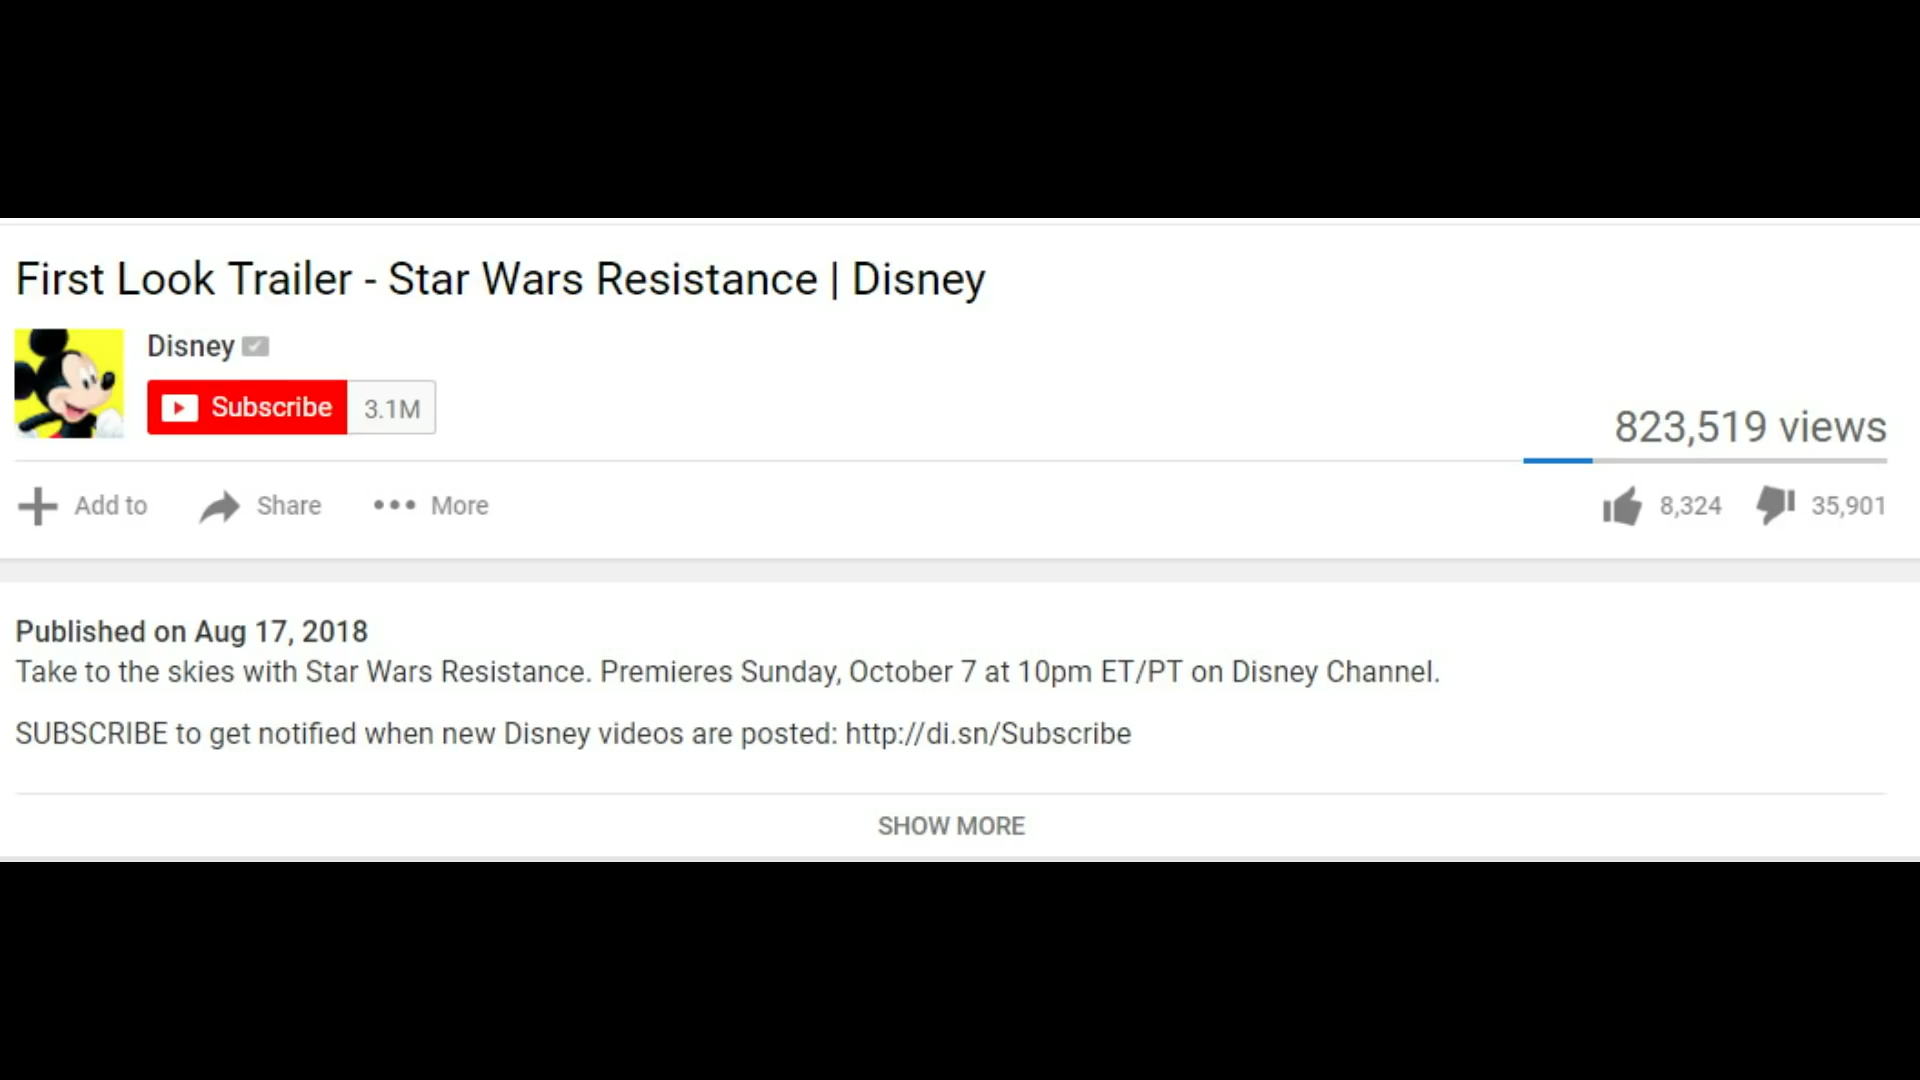 First Look Trailer - Star Wars Resistance | Disney
Disney
Subscribe 3.1M
823,519 views
Add to Share More 8,324 35,901
Published on Aug 17, 2018
Take to the skies with Star Wars Resistance. Premieres Sunday, October 7 at 10pm ET/PT on Disney Channel.
SUBSCRIBE to get notified when new Disney videos are posted: http://di.sn/Subscribe
SHOW MORE